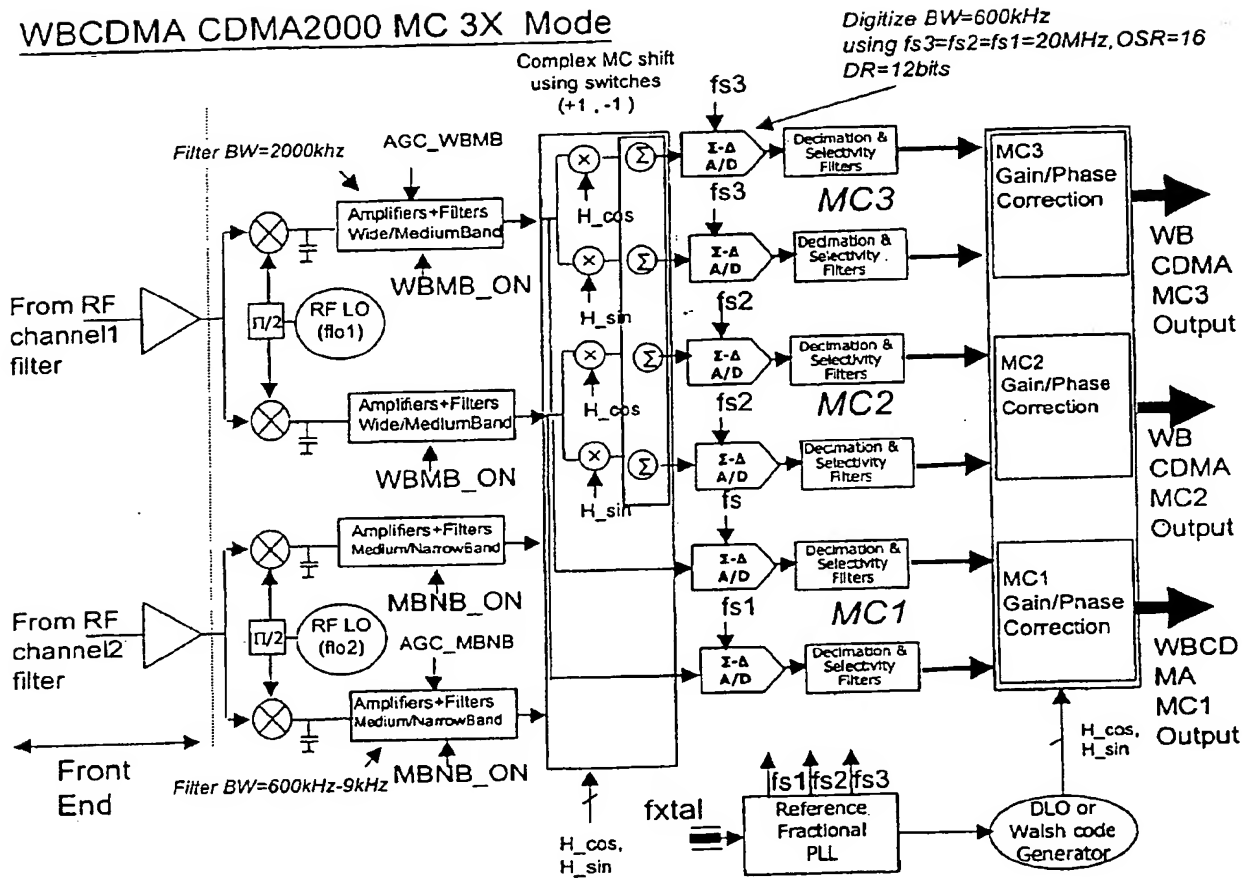 WBCDMA CDMA2000 MC 3X Mode
Digitize BW=600kHz
using fs3=fs2=fs1=20MHz, OSR=16
DR=12bits
Complex MC shift
using switches
(+1 , -1 )
fs3
Filter BW=2000khz
AGC_WBMB
Amplifiers+Filters
Wide/MediumBand
WBMB_ON
H_cos
H_sin
Σ
Σ-Δ
A/D
Decimation &
Selectivity
Filters
MC3
MC3
Gain/Phase
Correction
WB
CDMA
MC3
Output
fs3
Σ
Σ-Δ
A/D
Decimation &
Selectivity
Filters
From RF
channel1
filter
Π/2
RF LO
(flo1)
fs2
H_cos
H_sin
Σ
Σ-Δ
A/D
Decimation &
Selectivity
Filters
MC2
MC2
Gain/Phase
Correction
WB
CDMA
MC2
Output
Amplifiers+Filters
Wide/MediumBand
WBMB_ON
fs2
Σ
Σ-Δ
A/D
Decimation &
Selectivity
Filters
fs
Amplifiers+Filters
Medium/NarrowBand
MBNB_ON
Σ-Δ
A/D
Decimation &
Selectivity
Filters
MC1
MC1
Gain/Phase
Correction
WBCD
MA
MC1
Output
From RF
channel2
filter
Π/2
RF LO
(flo2)
AGC_MBNB
fs1
Σ-Δ
A/D
Decimation &
Selectivity
Filters
Amplifiers+Filters
Medium/NarrowBand
MBNB_ON
Front
End
Filter BW=600kHz-9kHz
H_cos,
H_sin
fxtal
fs1
fs2
fs3
Reference
Fractional
PLL
H_cos,
H_sin
DLO or
Walsh code
Generator